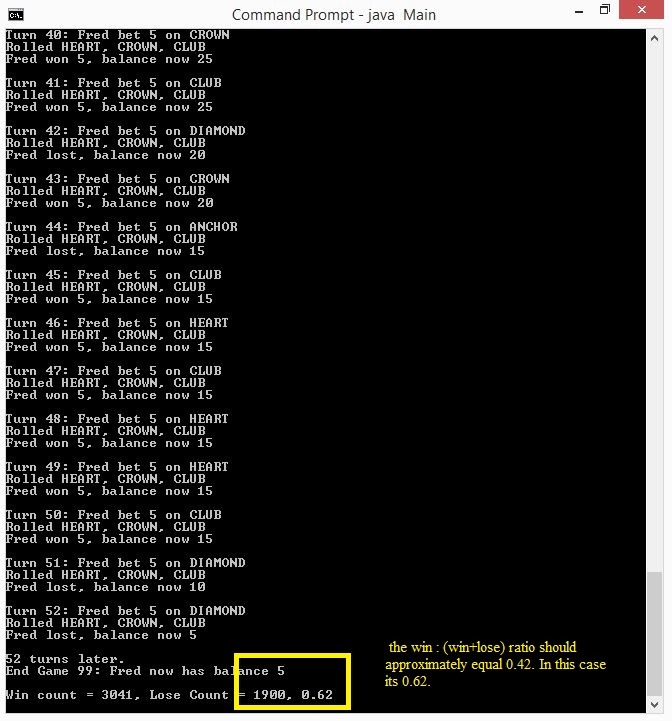 Command Prompt - java Main
Turn 40: Fred bet 5 on CROWN
Rolled HEART, CROWN, CLUB
Fred won 5, balance now 25
Turn 41: Fred bet 5 on CLUB
Rolled HEART, CROWN, CLUB
Fred won 5, balance now 25
Turn 42: Fred bet 5 on DIAMOND
Rolled HEART, CROWN, CLUB
Fred lost, balance now 20
Turn 43: Fred bet 5 on CROWN
Rolled HEART, CROWN, CLUB
Fred won 5, balance now 20
Turn 44: Fred bet 5 on ANCHOR
Rolled HEART, CROWN, CLUB
Fred lost, balance now 15
Turn 45: Fred bet 5 on CLUB
Rolled HEART, CROWN, CLUB
Fred won 5, balance now 15
Turn 46: Fred bet 5 on HEART
Rolled HEART, CROWN, CLUB
Fred won 5, balance now 15
Turn 47: Fred bet 5 on CLUB
Rolled HEART, CROWN, CLUB
Fred won 5, balance now 15
Turn 48: Fred bet 5 on HEART
Rolled HEART, CROWN, CLUB
Fred won 5, balance now 15
Turn 49: Fred bet 5 on HEART
Rolled HEART, CROWN, CLUB
Fred won 5, balance now 15
Turn 50: Fred bet 5 on CLUB
Rolled HEART, CROWN, CLUB
Fred won 5, balance now 15
Turn 51: Fred bet 5 on DIAMOND
Rolled HEART, CROWN, CLUB
Fred lost, balance now 10
Turn 52: Fred bet 5 on DIAMOND
Rolled HEART, CROWN, CLUB
Fred lost, balance now 5
52 turns later.
End Game 99: Fred now has balance 5
Win count = 3041, Lose Count = 1900, 0.62
the win : (win+lose) ratio should
approximately equal 0.42. In this case
its 0.62.